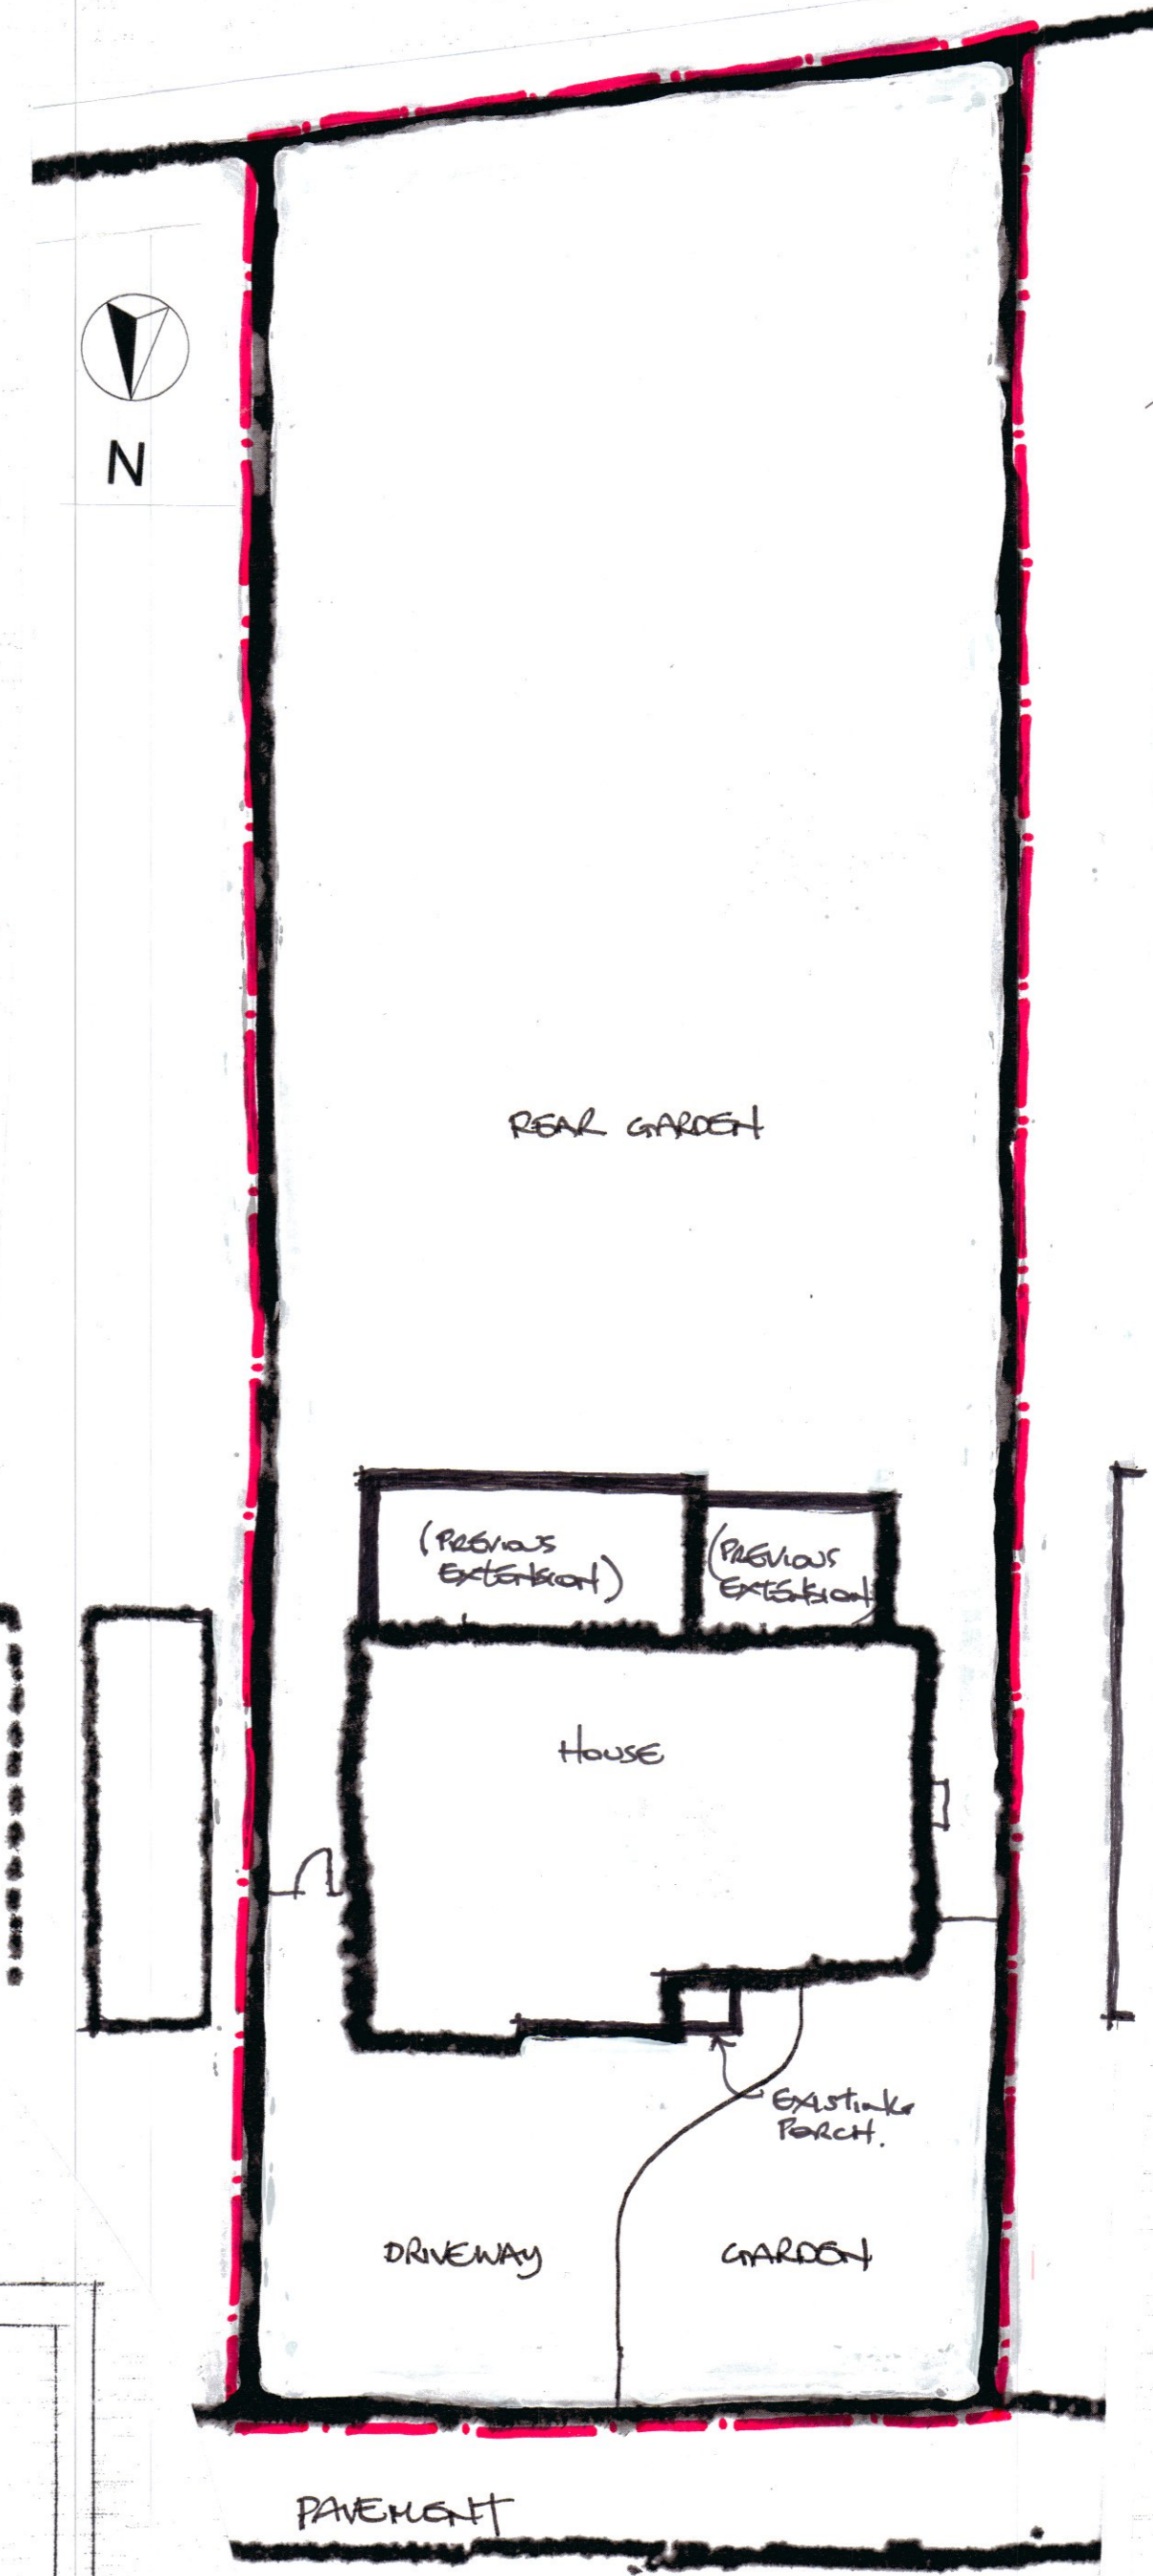 N
REAR GARDEN
(PREVIOUS
EXTENSION)
(PREVIOUS
EXTENSION)
HOUSE
EXISTING
PORCH.
DRIVEWAY
GARDEN
PAVEMENT